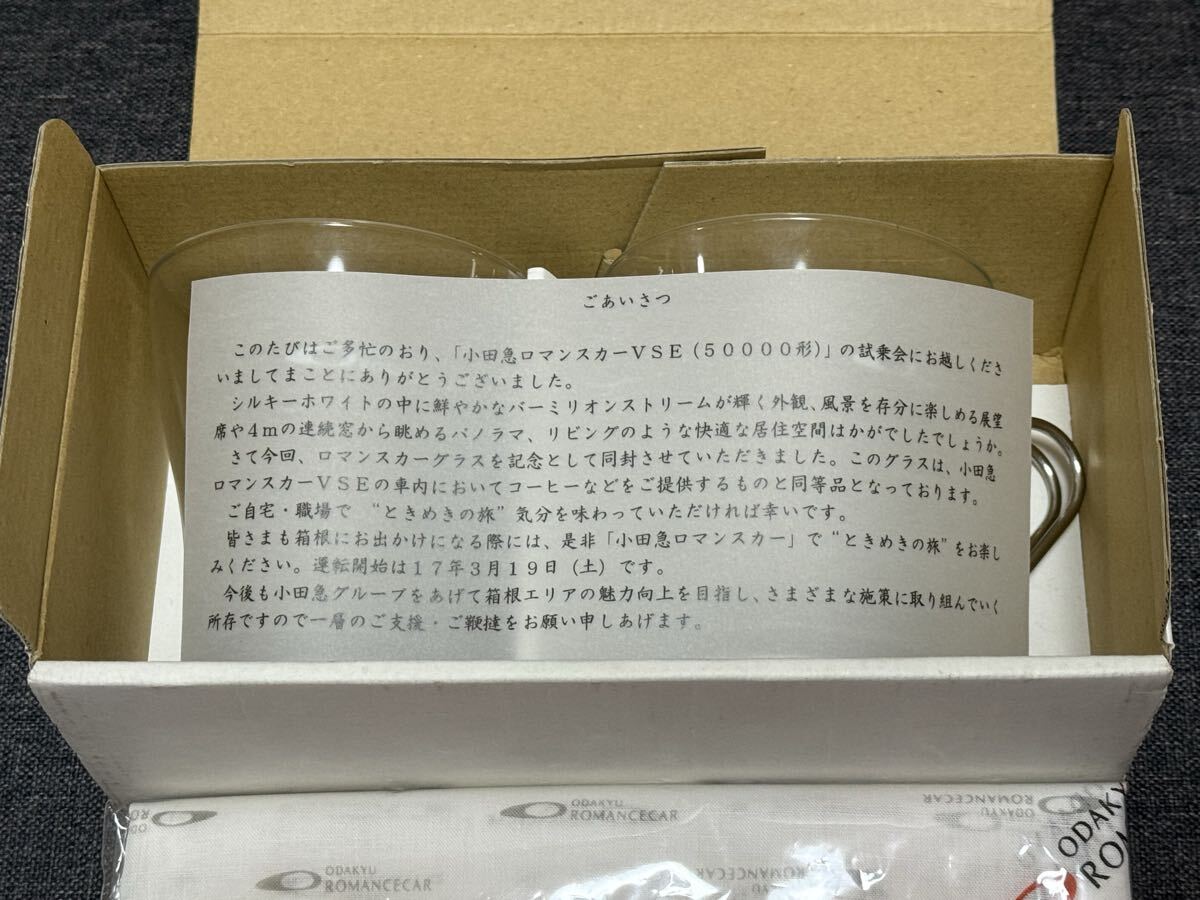 ごあいさつ
このたびはご多忙のおり、「小田急ロマンスカーVSE(50000形)」の試乗会にお越しくださ
いましてまことにありがとうございました。
シルキーホワイトの中に鮮やかなバーミリオンストリームが輝く外観、風景を存分に楽しめる展望
席や4mの連続窓から眺めるパノラマ、リビングのような快適な居住空間はかがでしたでしょうか。
さて今回、ロマンスカーグラスを記念として同封させていただきました。このグラスは、小田急
ロマンスカーVSEの車内においてコーヒーなどをご提供するものと同等品となっております。
ご自宅・職場で “ときめきの旅” 気分を味わっていただければ幸いです。
皆さまも箱根にお出かけになる際には、是非「小田急ロマンスカー」で “ときめきの旅” をお楽し
みください。運転開始は17年3月19日(土)です。
今後も小田急グループをあげて箱根エリアの魅力向上を目指し、さまざまな施策に取り組んでいく
所存ですので一層のご支援・ご鞭撻をお願い申しあげます。
ODAKYU
ROMANCECAR
ODAKYU
ROMANCECAR
ODAKYU
ROMANCECAR
ODAK
ROM